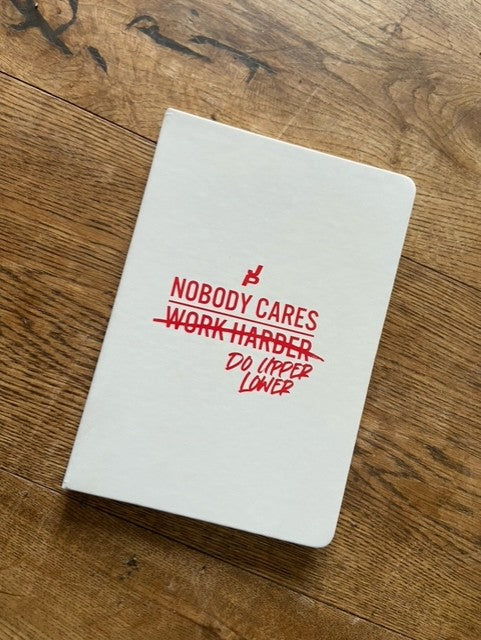 NOBODY CARES
WORK HARDER
DO UPPER
LOWER